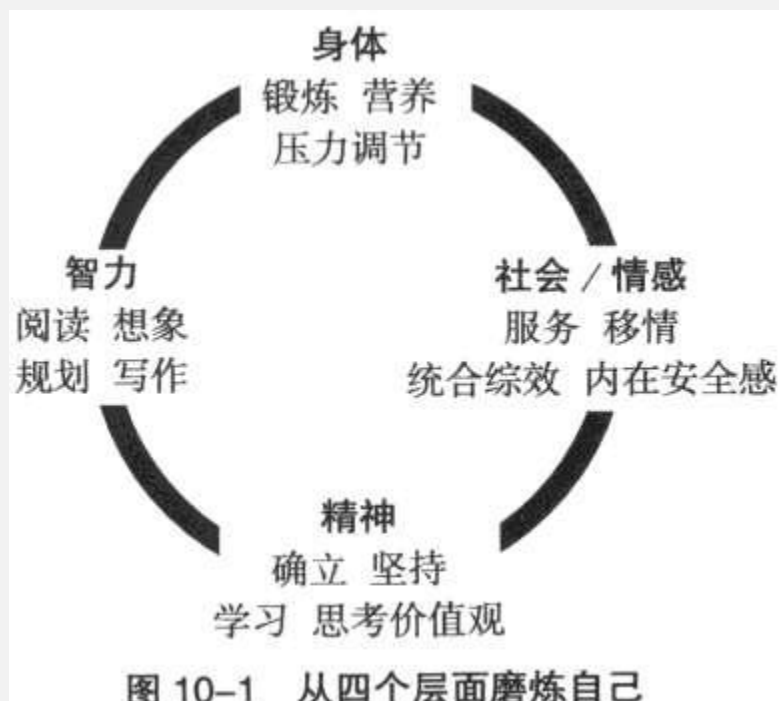 身体
锻炼 营养
压力调节
智力
阅读 想象
规划 写作
社会 / 情感
服务 移情
统合综效 内在安全感
精神
确立 坚持
学习 思考价值观
图 10-1 从四个层面磨炼自己